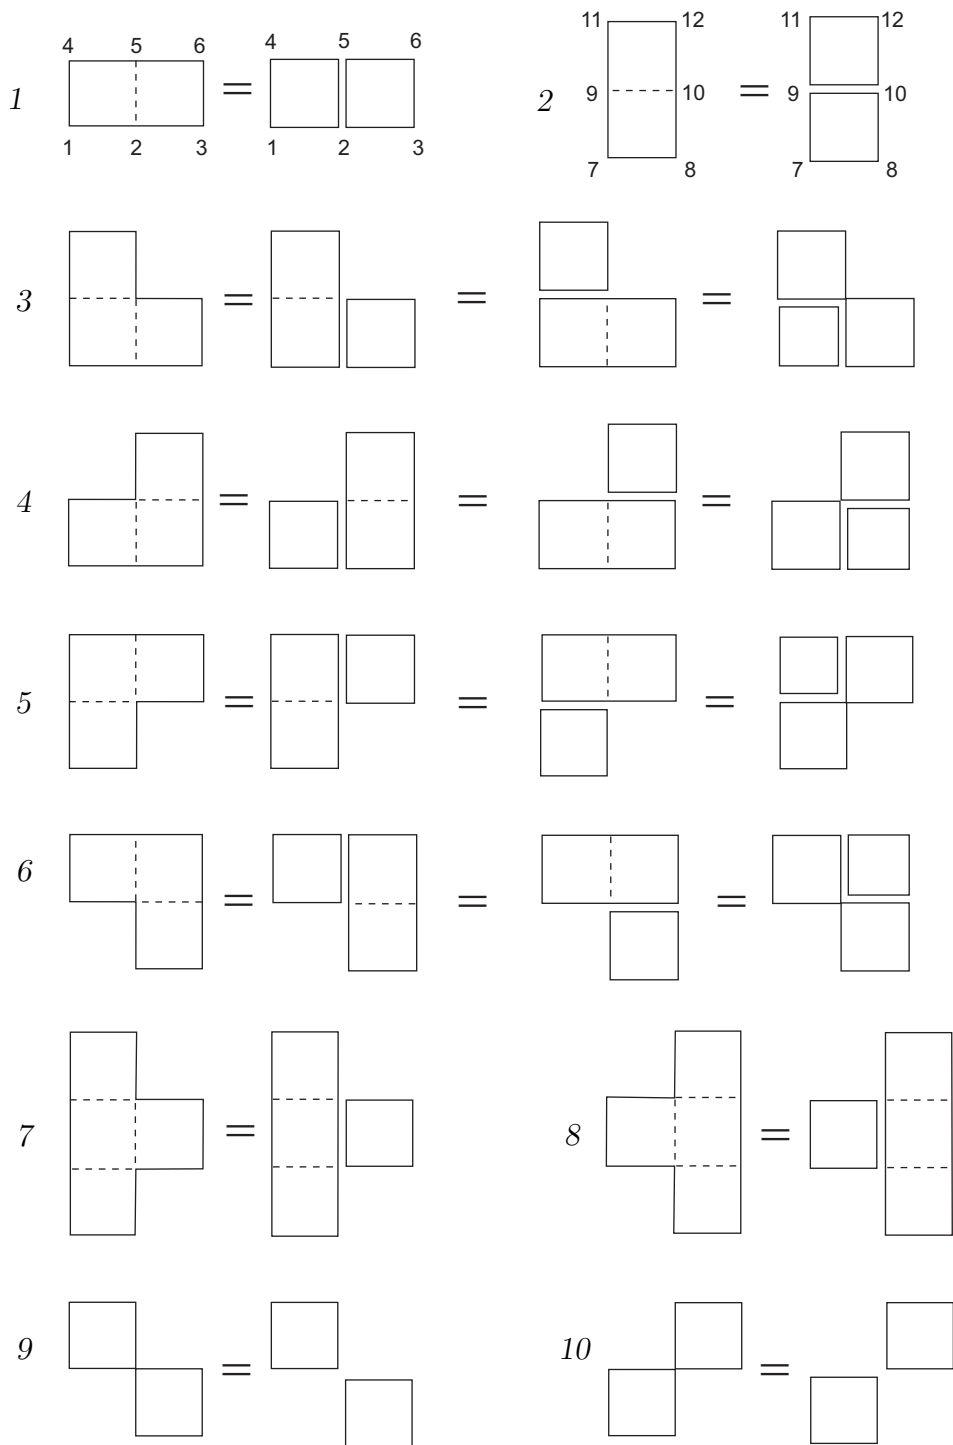 11 12 11 12
4 5 6 = 4 5 6
1 2 9 10 = 9 10
1 2 3 1 2 3
7 8 7 8
3 = = =
4 = = =
5 = = =
6 = = =
7 = 8 =
9 = 10 =